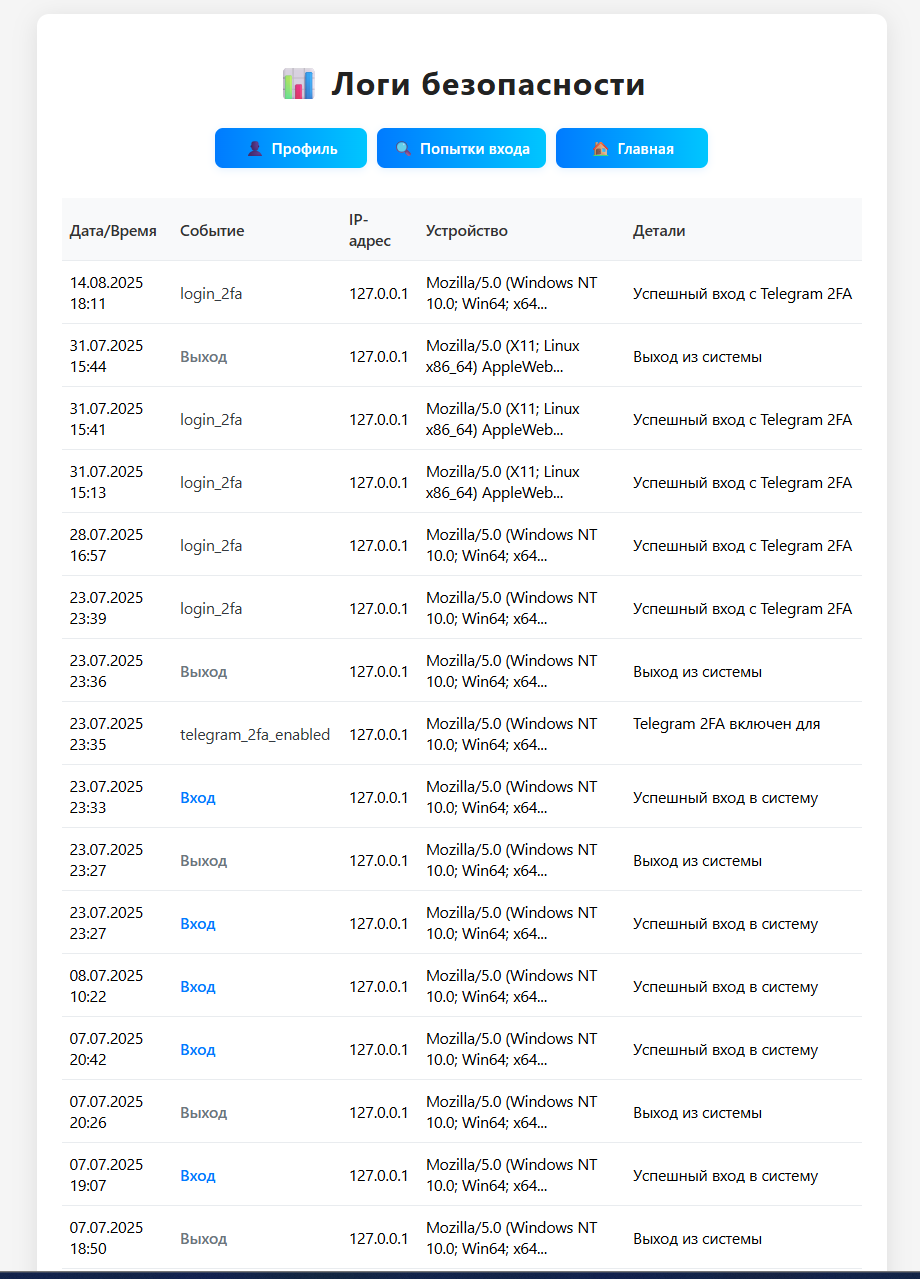 Логи безопасности
Профиль Попытки входа Главная
Дата/Время Событие IP-адрес Устройство Детали
14.08.2025 18:11 login_2fa 127.0.0.1 Mozilla/5.0 (Windows NT 10.0; Win64; x64... Успешный вход с Telegram 2FA
31.07.2025 15:44 Выход 127.0.0.1 Mozilla/5.0 (X11; Linux x86_64) AppleWeb... Выход из системы
31.07.2025 15:41 login_2fa 127.0.0.1 Mozilla/5.0 (X11; Linux x86_64) AppleWeb... Успешный вход с Telegram 2FA
31.07.2025 15:13 login_2fa 127.0.0.1 Mozilla/5.0 (X11; Linux x86_64) AppleWeb... Успешный вход с Telegram 2FA
28.07.2025 16:57 login_2fa 127.0.0.1 Mozilla/5.0 (Windows NT 10.0; Win64; x64... Успешный вход с Telegram 2FA
23.07.2025 23:39 login_2fa 127.0.0.1 Mozilla/5.0 (Windows NT 10.0; Win64; x64... Успешный вход с Telegram 2FA
23.07.2025 23:36 Выход 127.0.0.1 Mozilla/5.0 (Windows NT 10.0; Win64; x64... Выход из системы
23.07.2025 23:35 telegram_2fa_enabled 127.0.0.1 Mozilla/5.0 (Windows NT 10.0; Win64; x64... Telegram 2FA включен для
23.07.2025 23:33 Вход 127.0.0.1 Mozilla/5.0 (Windows NT 10.0; Win64; x64... Успешный вход в систему
23.07.2025 23:27 Выход 127.0.0.1 Mozilla/5.0 (Windows NT 10.0; Win64; x64... Выход из системы
23.07.2025 23:27 Вход 127.0.0.1 Mozilla/5.0 (Windows NT 10.0; Win64; x64... Успешный вход в систему
08.07.2025 10:22 Вход 127.0.0.1 Mozilla/5.0 (Windows NT 10.0; Win64; x64... Успешный вход в систему
07.07.2025 20:42 Вход 127.0.0.1 Mozilla/5.0 (Windows NT 10.0; Win64; x64... Успешный вход в систему
07.07.2025 20:26 Выход 127.0.0.1 Mozilla/5.0 (Windows NT 10.0; Win64; x64... Выход из системы
07.07.2025 19:07 Вход 127.0.0.1 Mozilla/5.0 (Windows NT 10.0; Win64; x64... Успешный вход в систему
07.07.2025 18:50 Выход 127.0.0.1 Mozilla/5.0 (Windows NT 10.0; Win64; x64... Выход из системы